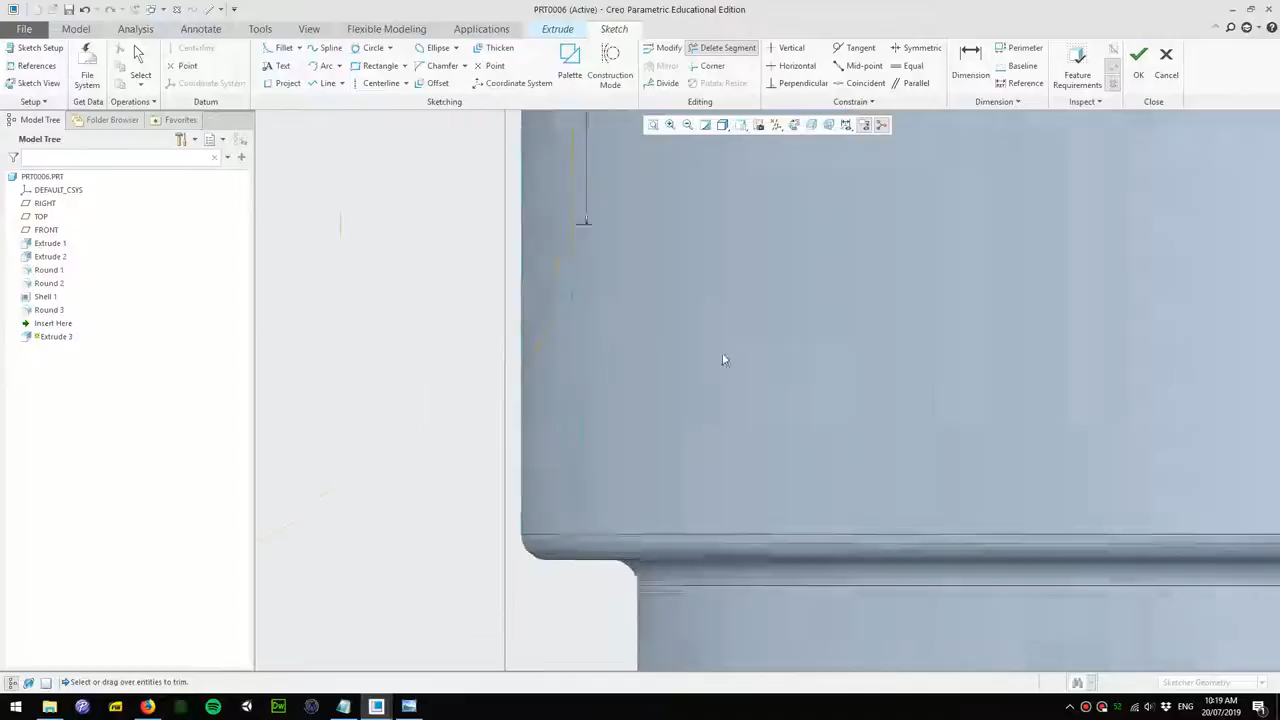 PRT0006 (Active) - Creo Parametric Educational Edition
File Model Analysis Annotate Tools View Flexible Modeling Applications Extrude Sketch
Sketch Setup
References
Sketch View
Setup
File System
Get Data
Select
Operations
Centerline
Point
Coordinate System
Datum
Fillet Spline Circle Ellipse Thicken
Text Arc Rectangle Chamfer Point
Project Line Centerline Offset Coordinate System
Palette
Construction Mode
Sketching
Modify Delete Segment
Mirror Corner
Divide Rotate Resize
Editing
Vertical Tangent Symmetric
Horizontal Mid-point Equal
Perpendicular Coincident Parallel
Constrain
Dimension
Perimeter
Baseline
Reference
Dimension
Feature Requirements
Inspect
OK
Cancel
Close
Model Tree Folder Browser Favorites
Model Tree
PRT0006.PRT
DEFAULT_CSYS
RIGHT
TOP
FRONT
Extrude 1
Extrude 2
Round 1
Round 2
Shell 1
Round 3
Insert Here
Extrude 3
Select or drag over entities to trim.
Sketcher Geometry
52
ENG
10:19 AM
20/07/2019